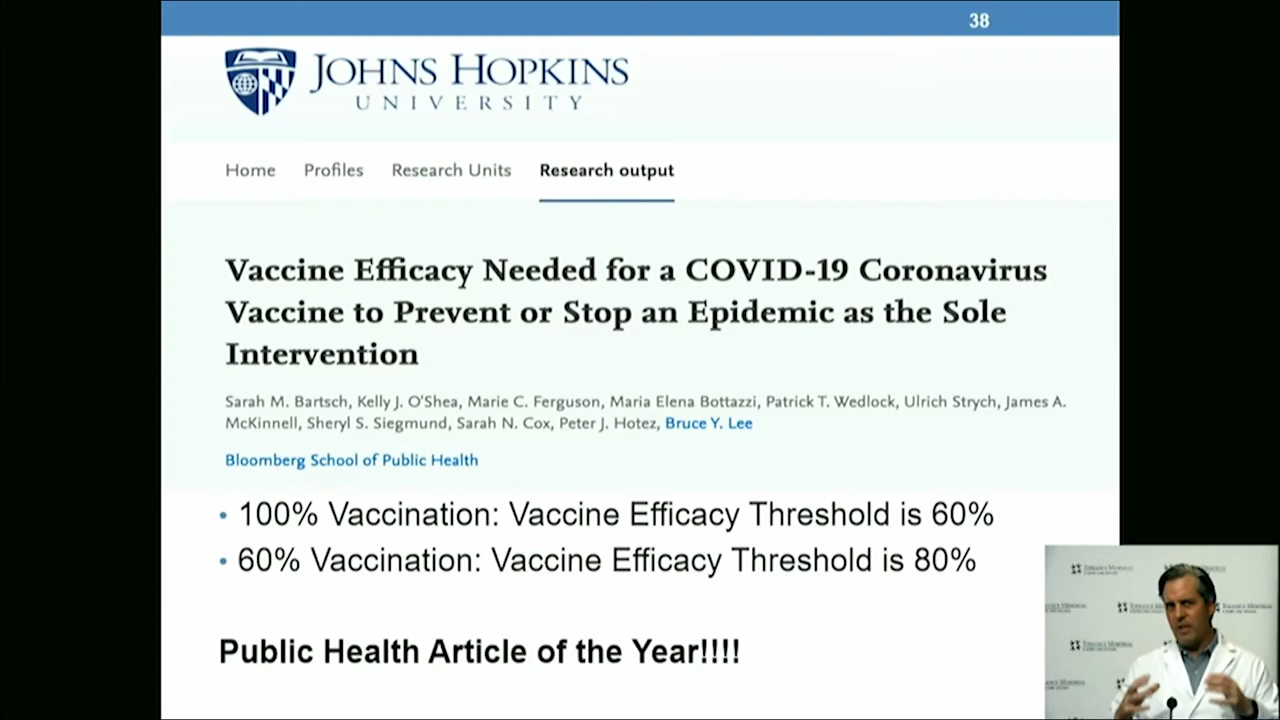 38
JOHNS HOPKINS
UNIVERSITY
Home Profiles Research Units Research output
Vaccine Efficacy Needed for a COVID-19 Coronavirus
Vaccine to Prevent or Stop an Epidemic as the Sole
Intervention
Sarah M. Bartsch, Kelly J. O'Shea, Marie C. Ferguson, Maria Elena Bottazzi, Patrick T. Wedlock, Ulrich Strych, James A.
McKinnell, Sheryl S. Siegmund, Sarah N. Cox, Peter J. Hotez, Bruce Y. Lee
Bloomberg School of Public Health
• 100% Vaccination: Vaccine Efficacy Threshold is 60%
• 60% Vaccination: Vaccine Efficacy Threshold is 80%
Public Health Article of the Year!!!!
TORRANCE MEMORIAL